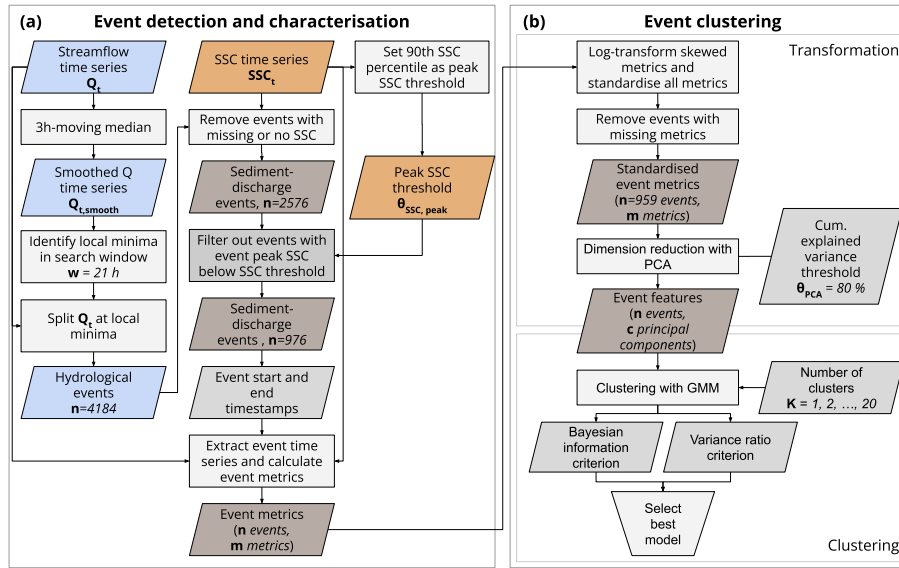 (a) Event detection and characterisation
Streamflow
time series
Qt
3h-moving median
Smoothed Q
time series
Qt,smooth
Identify local minima
in search window
w = 21 h
Split Qt at local
minima
Hydrological
events
n=4184
SSC time series
SSCt
Remove events with
missing or no SSC
Sediment-
discharge
events, n=2576
Filter out events with
event peak SSC
below SSC threshold
Sediment-
discharge
events , n=976
Event start and
end
timestamps
Extract event time
series and calculate
event metrics
Event metrics
(n events,
m metrics)
Set 90th SSC
percentile as peak
SSC threshold
Peak SSC
threshold
θSSC, peak
(b) Event clustering
Transformation
Log-transform skewed
metrics and
standardise all metrics
Remove events with
missing metrics
Standardised
event metrics
(n=959 events,
m metrics)
Dimension reduction with
PCA
Cum.
explained
variance
threshold
θPCA = 80 %
Event features
(n events,
c principal
components)
Clustering with GMM
Number of
clusters
K = 1, 2, ..., 20
Bayesian
information
criterion
Variance ratio
criterion
Select
best
model
Clustering